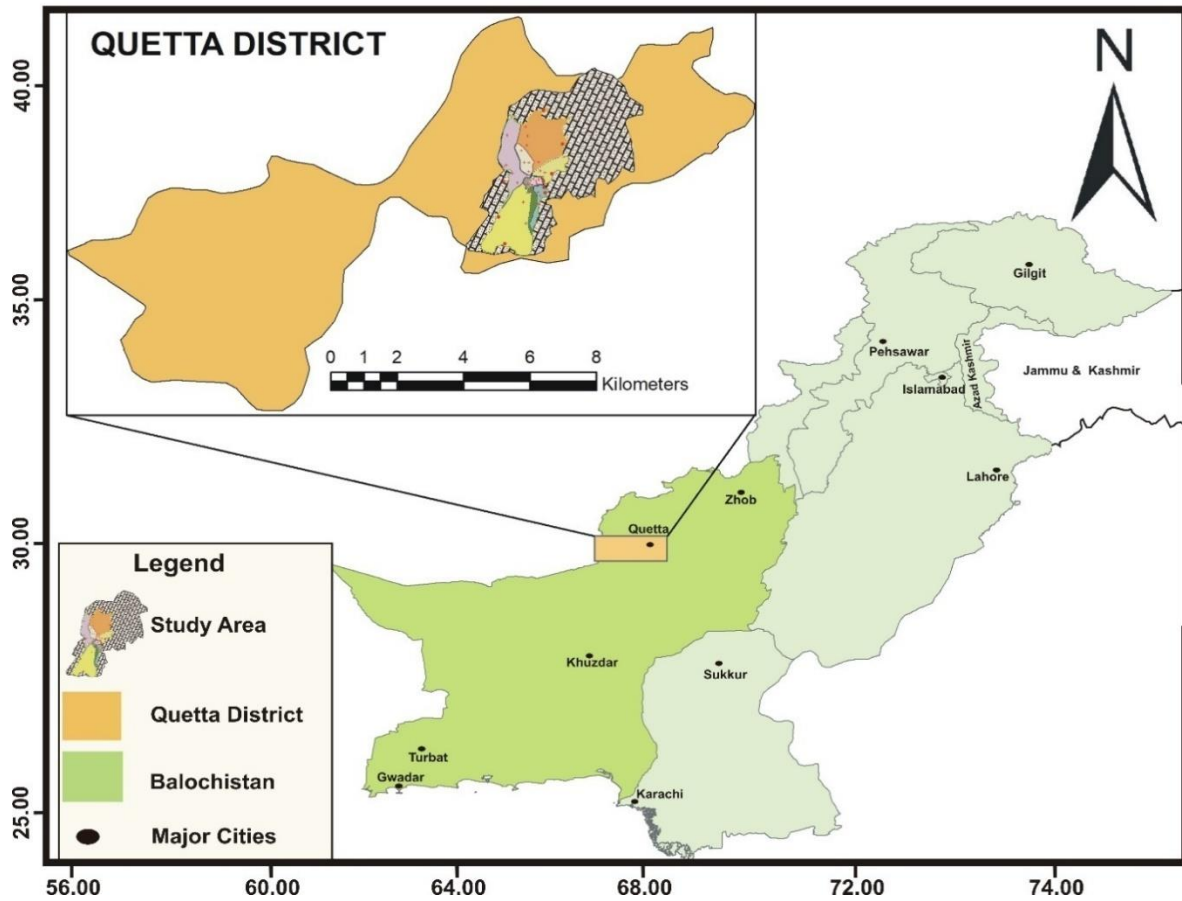 QUETTA DISTRICT
N
40.00
35.00
30.00
25.00
0 1 2 4 6 8
Kilometers
Gilgit
Pehsawar
Islamabad
Azad Kashmir
Jammu & Kashmir
Lahore
Zhob
Quetta
Khuzdar
Sukkur
Turbat
Gwadar
Karachi
Legend
Study Area
Quetta District
Balochistan
Major Cities
56.00 60.00 64.00 68.00 72.00 74.00